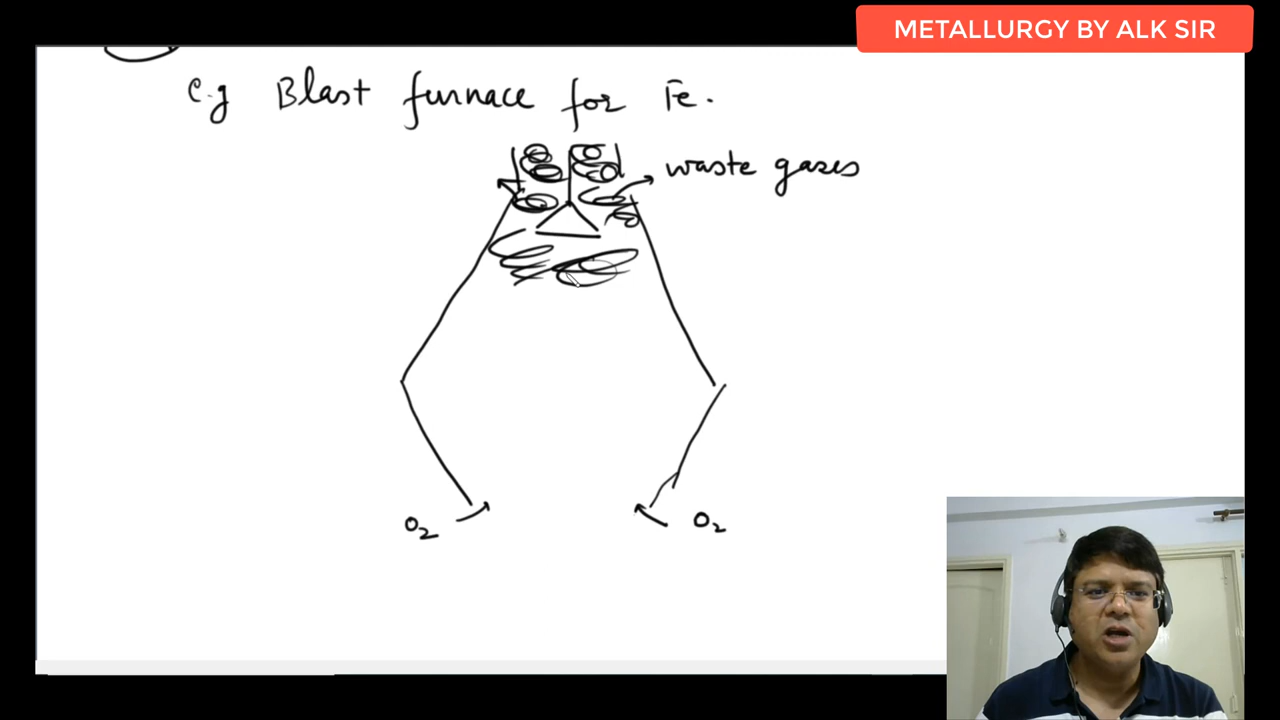 METALLURGY BY ALK SIR
e.g Blast furnace for Fe.
waste gases
O₂ O₂